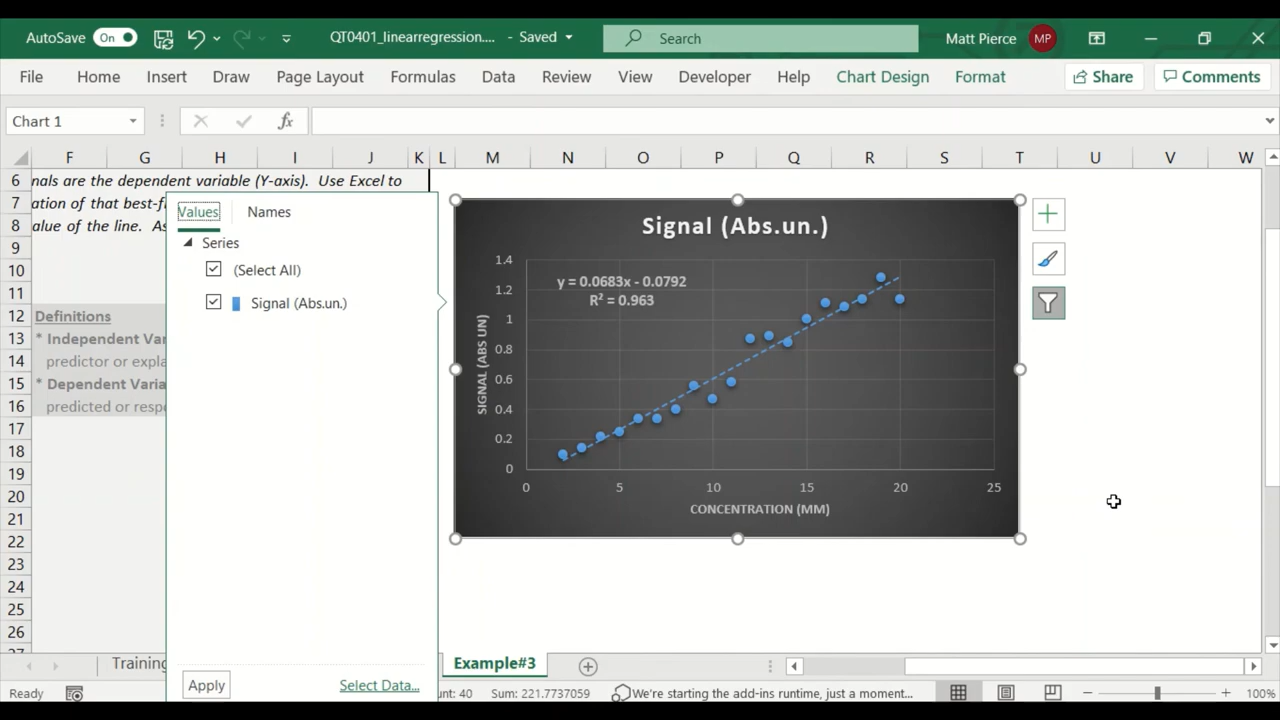 AutoSave On QT0401_linearregression.... - Saved Search Matt Pierce MP
File Home Insert Draw Page Layout Formulas Data Review View Developer Help Chart Design Format Share Comments
Chart 1 fx
F G H I J K L M N O P Q R S T U V W
6 nals are the dependent variable (Y-axis). Use Excel to
7 ation of that best-f
8 alue of the line. As
9
10
11
12 Definitions
13 * Independent Var
14 predictor or expla
15 * Dependent Varia
16 predicted or resp
17
18
19
20
21
22
23
24
25
26
Values Names
Series
(Select All)
Signal (Abs.un.)
Apply Select Data...
Signal (Abs.un.)
y = 0.0683x - 0.0792
R² = 0.963
SIGNAL (ABS UN)
1.4
1.2
1
0.8
0.6
0.4
0.2
0
0 5 10 15 20 25
CONCENTRATION (MM)
Training Example#3
Ready unt: 40 Sum: 221.7737059 We're starting the add-ins runtime, just a moment... 100%